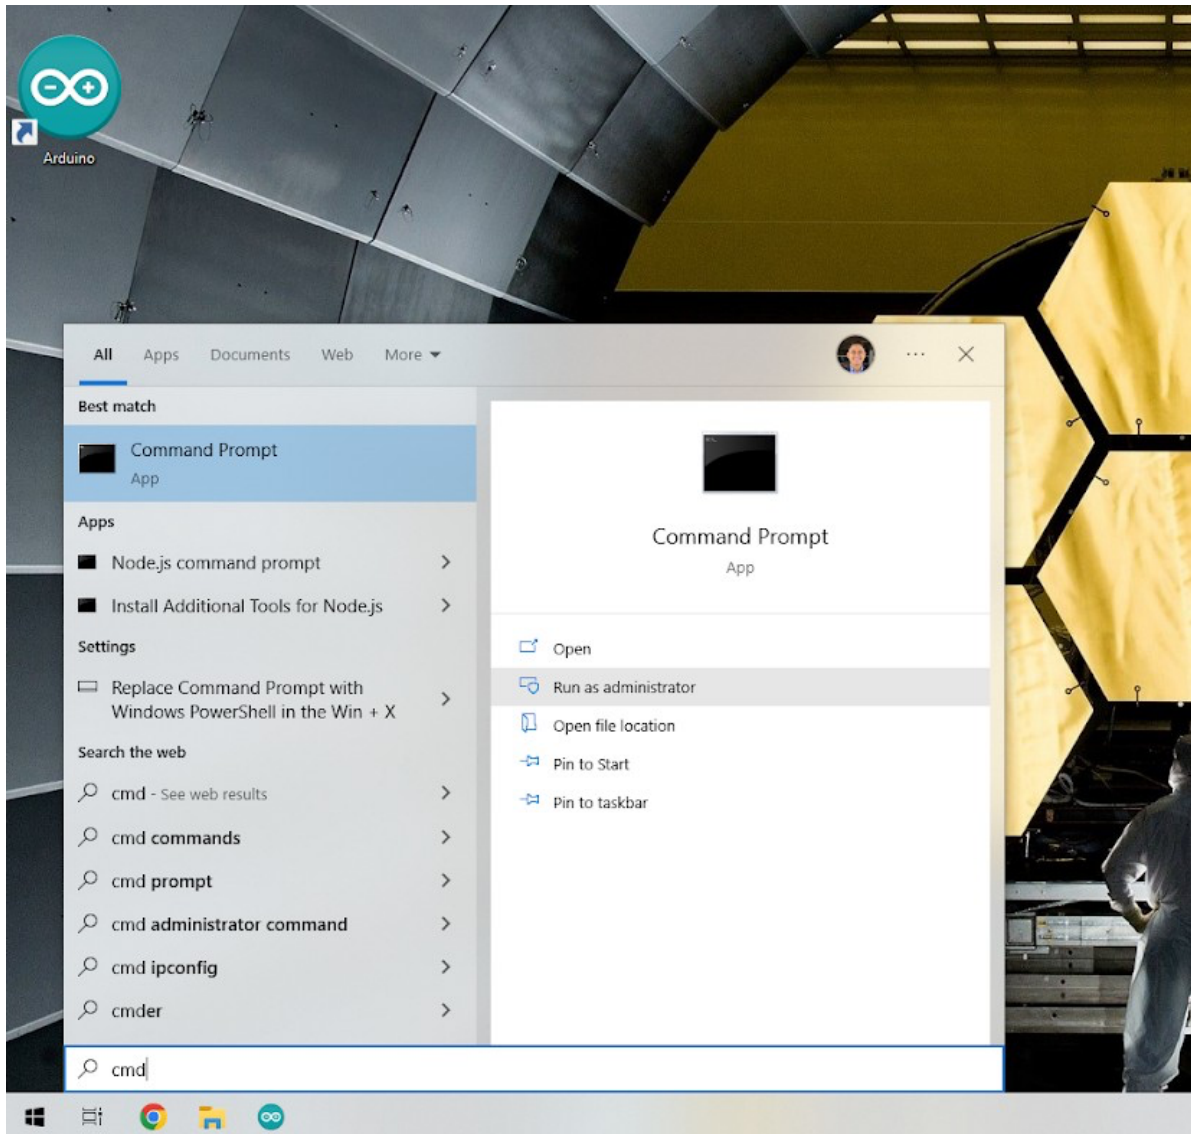 Arduino
All Apps Documents Web More
Best match
Command Prompt
App
Apps
Node.js command prompt
Install Additional Tools for Node.js
Settings
Replace Command Prompt with
Windows PowerShell in the Win + X
Search the web
cmd - See web results
cmd commands
cmd prompt
cmd administrator command
cmd ipconfig
cmder
cmd
Command Prompt
App
Open
Run as administrator
Open file location
Pin to Start
Pin to taskbar